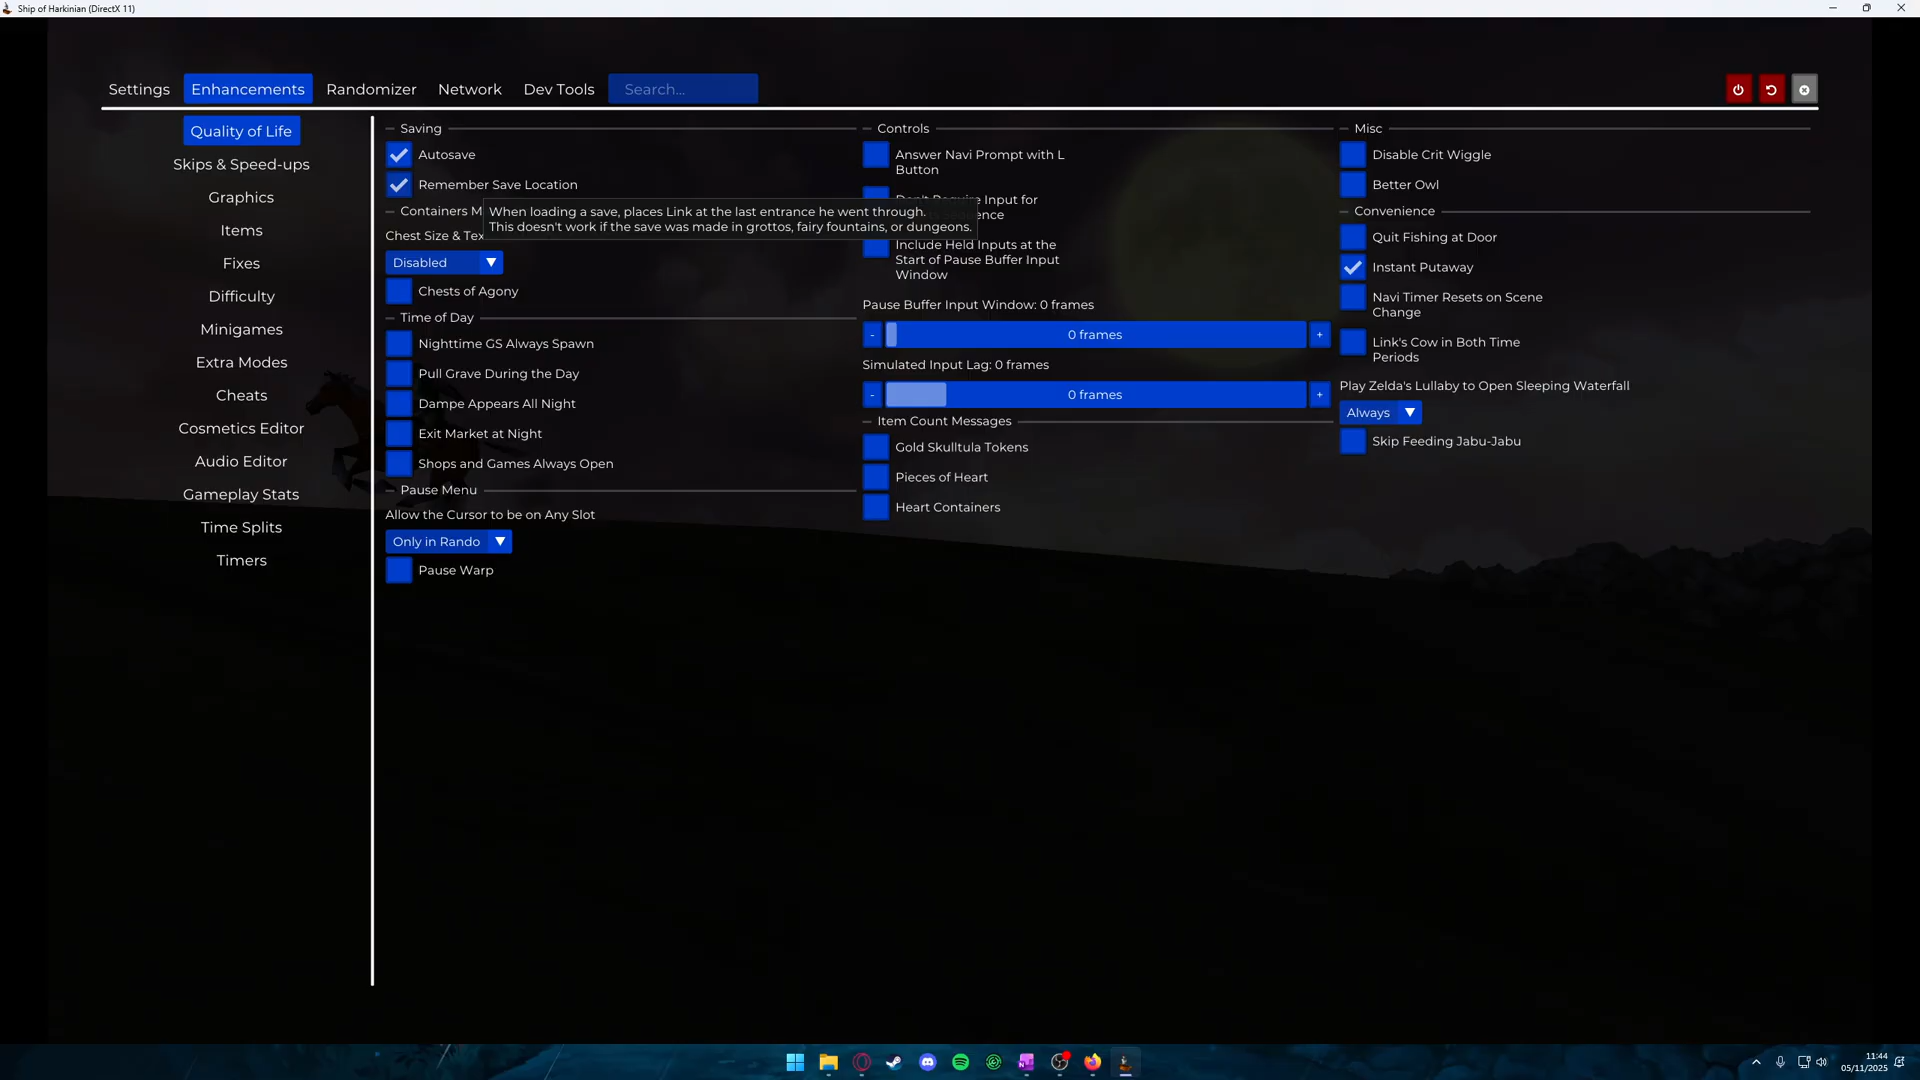 Ship of Harkinian (DirectX 11)
Settings
Enhancements
Randomizer
Network
Dev Tools
Search...
Quality of Life
Skips & Speed-ups
Graphics
Items
Fixes
Difficulty
Minigames
Extra Modes
Cheats
Cosmetics Editor
Audio Editor
Gameplay Stats
Time Splits
Timers
Saving
Autosave
Remember Save Location
Containers M
When loading a save, places Link at the last entrance he went through.
This doesn't work if the save was made in grottos, fairy fountains, or dungeons.
Chest Size & Tex
Disabled
Chests of Agony
Time of Day
Nighttime GS Always Spawn
Pull Grave During the Day
Dampe Appears All Night
Exit Market at Night
Shops and Games Always Open
Pause Menu
Allow the Cursor to be on Any Slot
Only in Rando
Pause Warp
Controls
Answer Navi Prompt with L
Button
Don't Require Input for
ence
Include Held Inputs at the
Start of Pause Buffer Input
Window
Pause Buffer Input Window: 0 frames
- 0 frames +
Simulated Input Lag: 0 frames
- 0 frames +
Item Count Messages
Gold Skulltula Tokens
Pieces of Heart
Heart Containers
Misc
Disable Crit Wiggle
Better Owl
Convenience
Quit Fishing at Door
Instant Putaway
Navi Timer Resets on Scene
Change
Link's Cow in Both Time
Periods
Play Zelda's Lullaby to Open Sleeping Waterfall
Always
Skip Feeding Jabu-Jabu
11:44
05/11/2025